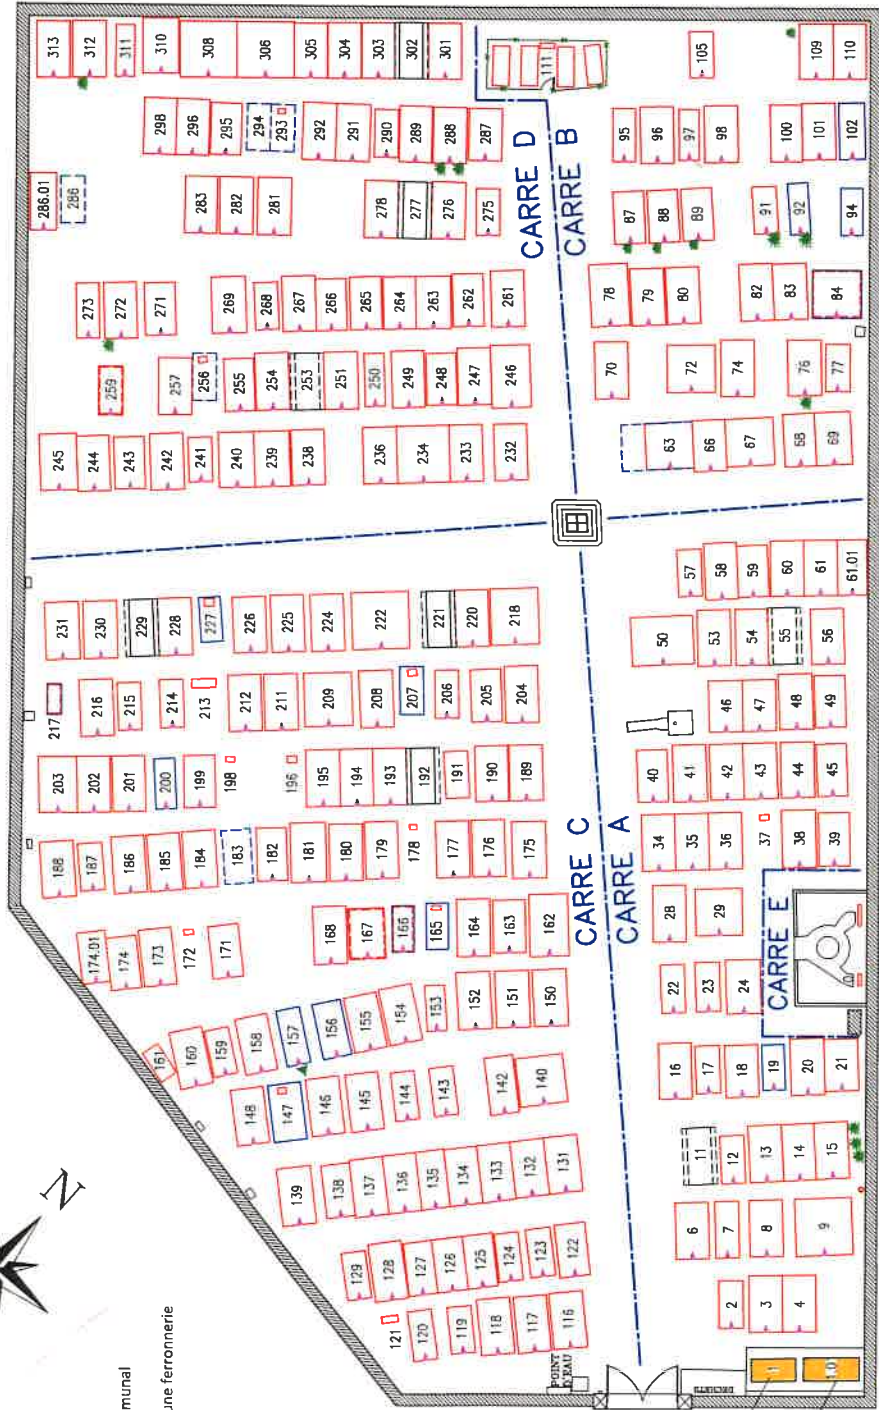 313 312 311 310 308 306 305 304 303 302 301
111
105
109 110
298 296 295 294 293 292 291 290 289 288 287
95 96 97 98 100 101 102
286.01 286 283 282 281 278 277 276 275
CARRE D
CARRE B
87 88 89 91 92 94
273 272 271 269 268 267 266 265 264 263 262 261
78 79 80 82 83 84
259 257 256 255 254 253 251 250 249 248 247 246
70 72 74 76 77
245 244 243 242 241 240 239 238 236 234 233 232
63 66 67 68 69
231 230 229 228 227 226 225 224 222 221 220 218
57 58 59 60 61 61.01
50 53 54 55 56
217 216 215 214 213 212 211 209 208 207 206 205 204
46 47 48 49
203 202 201 200 199 198 196 195 194 193 192 191 190 189
40 41 42 43 44 45
188 187 186 185 184 183 182 181 180 179 178 177 176 175
34 35 36 37 38 39
CARRE C
CARRE A
174.01 174 173 172 171 168 167 166 165 164 163 162
28 29
CARRE E
161 160 159 158 157 156 155 154 153 152 151 150
22 23 24
148 147 146 145 144 143 142 140
16 17 18 19 20 21
139 138 137 136 135 134 133 132 131
11 12 13 14 15
129 128 127 126 125 124 123 122
6 7 8 9
121 120 119 118 117 116
2 3 4
POINT
D'EAU
DECHETS
1 1.01
N
munal
une ferronnerie